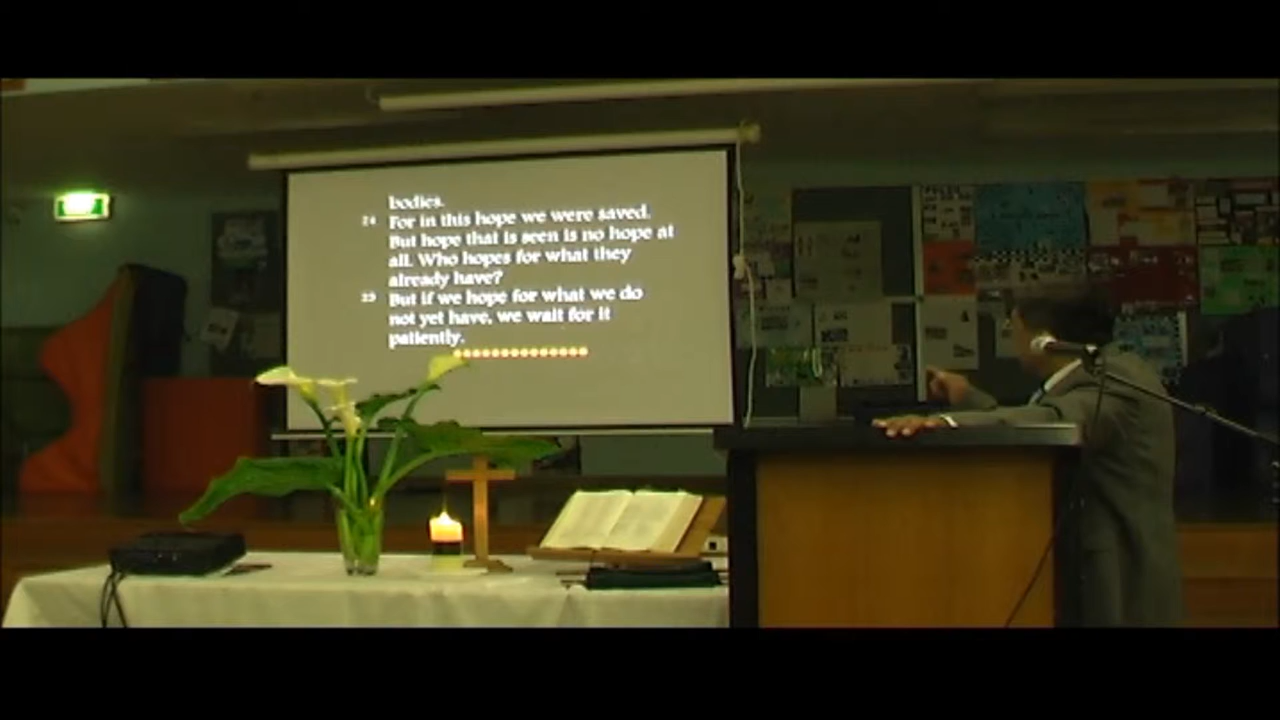 bodies.
24 For in this hope we were saved.
But hope that is seen is no hope at
all. Who hopes for what they
already have?
25 But if we hope for what we do
not yet have, we wait for it
patiently.